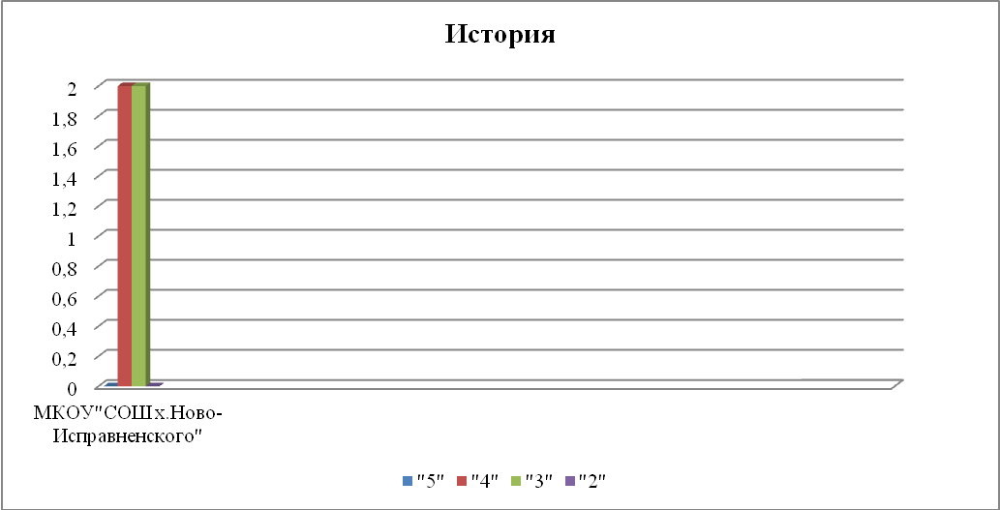 История
2
1,8
1,6
1,4
1,2
1
0,8
0,6
0,4
0,2
0
МКОУ"СОШ х.Ново-
Исправненского"
"5" "4" "3" "2"